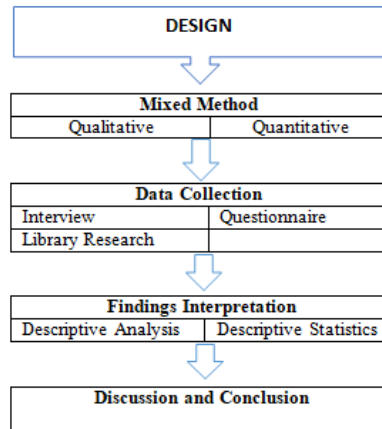 DESIGN
Mixed Method
Qualitative Quantitative
Data Collection
Interview Questionnaire
Library Research
Findings Interpretation
Descriptive Analysis Descriptive Statistics
Discussion and Conclusion